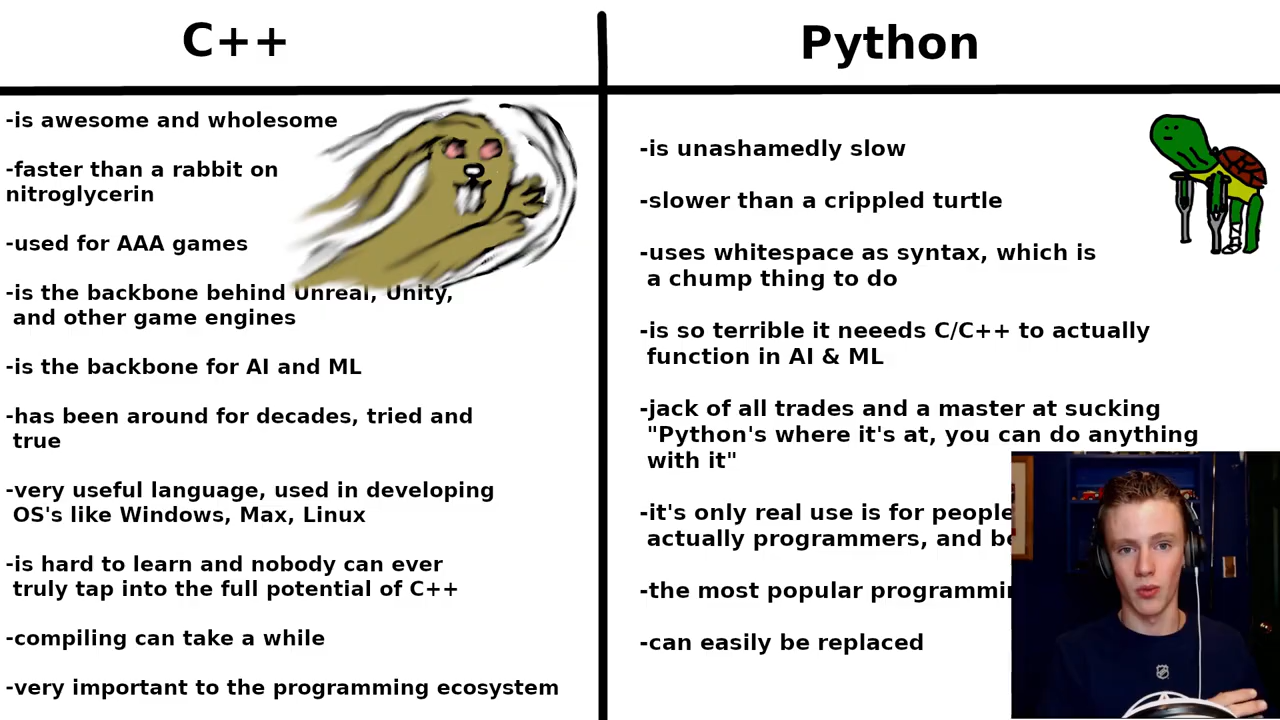 C++
-is awesome and wholesome
-faster than a rabbit on
nitroglycerin
-used for AAA games
-is the backbone behind Unreal, Unity,
and other game engines
-is the backbone for AI and ML
-has been around for decades, tried and
true
-very useful language, used in developing
OS's like Windows, Max, Linux
-is hard to learn and nobody can ever
truly tap into the full potential of C++
-compiling can take a while
-very important to the programming ecosystem
Python
-is unashamedly slow
-slower than a crippled turtle
-uses whitespace as syntax, which is
a chump thing to do
-is so terrible it neeeds C/C++ to actually
function in AI & ML
-jack of all trades and a master at sucking
"Python's where it's at, you can do anything
with it"
-it's only real use is for people
actually programmers, and
-the most popular
-can easily be replaced